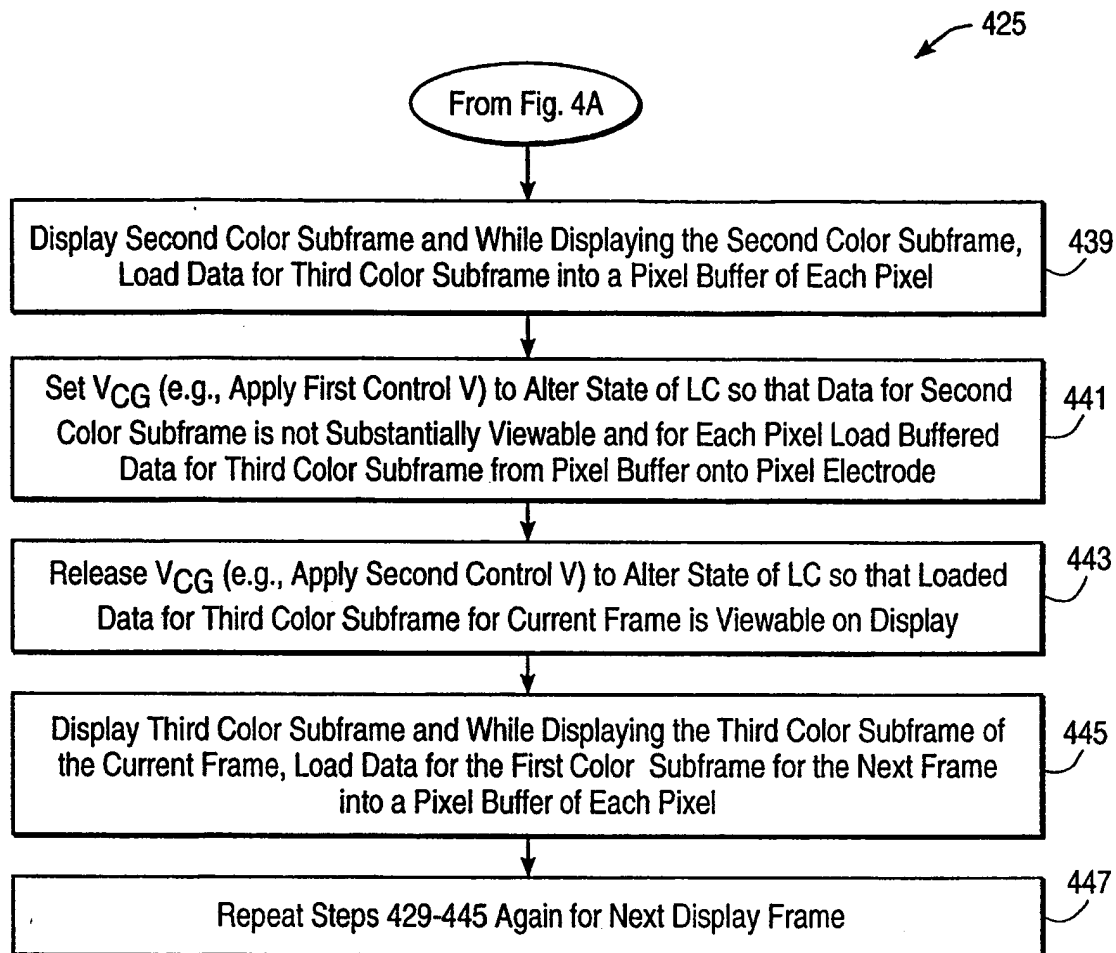 425
From Fig. 4A
Display Second Color Subframe and While Displaying the Second Color Subframe,
Load Data for Third Color Subframe into a Pixel Buffer of Each Pixel
439
Set VCG (e.g., Apply First Control V) to Alter State of LC so that Data for Second
Color Subframe is not Substantially Viewable and for Each Pixel Load Buffered
Data for Third Color Subframe from Pixel Buffer onto Pixel Electrode
441
Release VCG (e.g., Apply Second Control V) to Alter State of LC so that Loaded
Data for Third Color Subframe for Current Frame is Viewable on Display
443
Display Third Color Subframe and While Displaying the Third Color Subframe of
the Current Frame, Load Data for the First Color Subframe for the Next Frame
into a Pixel Buffer of Each Pixel
445
Repeat Steps 429-445 Again for Next Display Frame
447